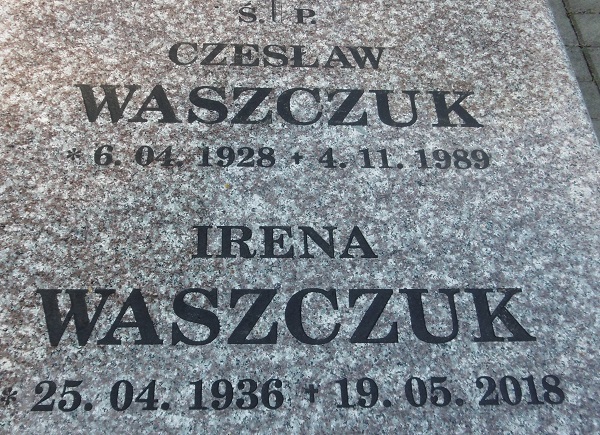 Ś. P.
CZESŁAW
WASZCZUK
* 6. 04. 1928 + 4. 11. 1989
IRENA
WASZCZUK
* 25. 04. 1936 + 19. 05. 2018